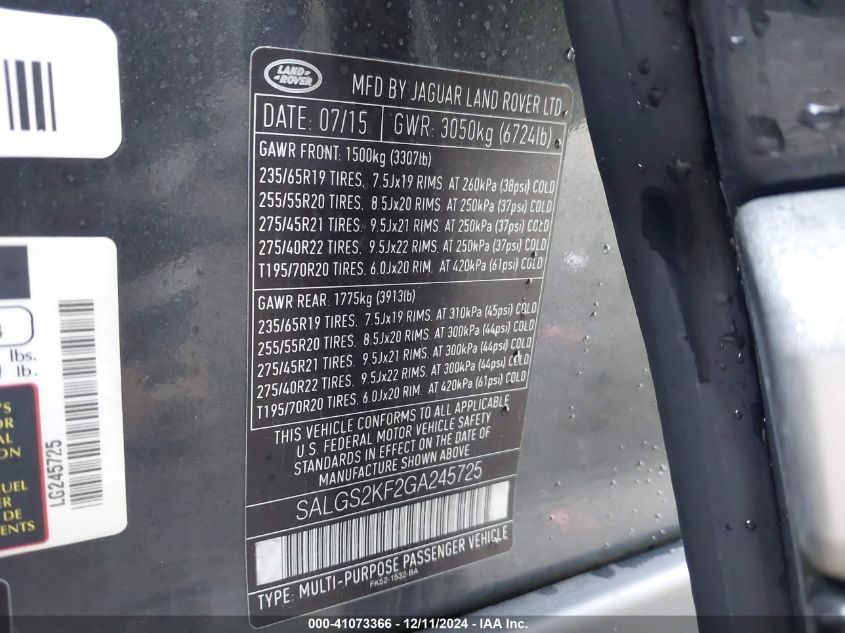 LAND
ROVER
MFD BY JAGUAR LAND ROVER LTD.
DATE: 07/15 GWR: 3050kg (6724lb)
GAWR FRONT: 1500kg (3307lb)
235/65R19 TIRES, 7.5Jx19 RIMS, AT 260kPa (38psi) COLD
255/55R20 TIRES, 8.5Jx20 RIMS, AT 250kPa (37psi) COLD
275/45R21 TIRES, 9.5Jx21 RIMS, AT 250kPa (37psi) COLD
275/40R22 TIRES, 9.5Jx22 RIMS, AT 250kPa (37psi) COLD
T195/70R20 TIRES, 6.0Jx20 RIM, AT 420kPa (61psi) COLD
GAWR REAR: 1775kg (3913lb)
235/65R19 TIRES, 7.5Jx19 RIMS, AT 310kPa (45psi) COLD
255/55R20 TIRES, 8.5Jx20 RIMS, AT 300kPa (44psi) COLD
275/45R21 TIRES, 9.5Jx21 RIMS, AT 300kPa (44psi) COLD
275/40R22 TIRES, 9.5Jx22 RIMS, AT 300kPa (44psi) COLD
T195/70R20 TIRES, 6.0Jx20 RIM, AT 420kPa (61psi) COLD
THIS VEHICLE CONFORMS TO ALL APPLICABLE
U.S. FEDERAL MOTOR VEHICLE SAFETY
STANDARDS IN EFFECT ON THE DATE OF
MANUFACTURE SHOWN ABOVE
SALGS2KF2GA245725
TYPE: MULTI-PURPOSE PASSENGER VEHICLE
FK52-1532-BA
lbs.
lb.
LG245725
UEL
DE
ENTS
000-41073366 - 12/11/2024 - IAA Inc.